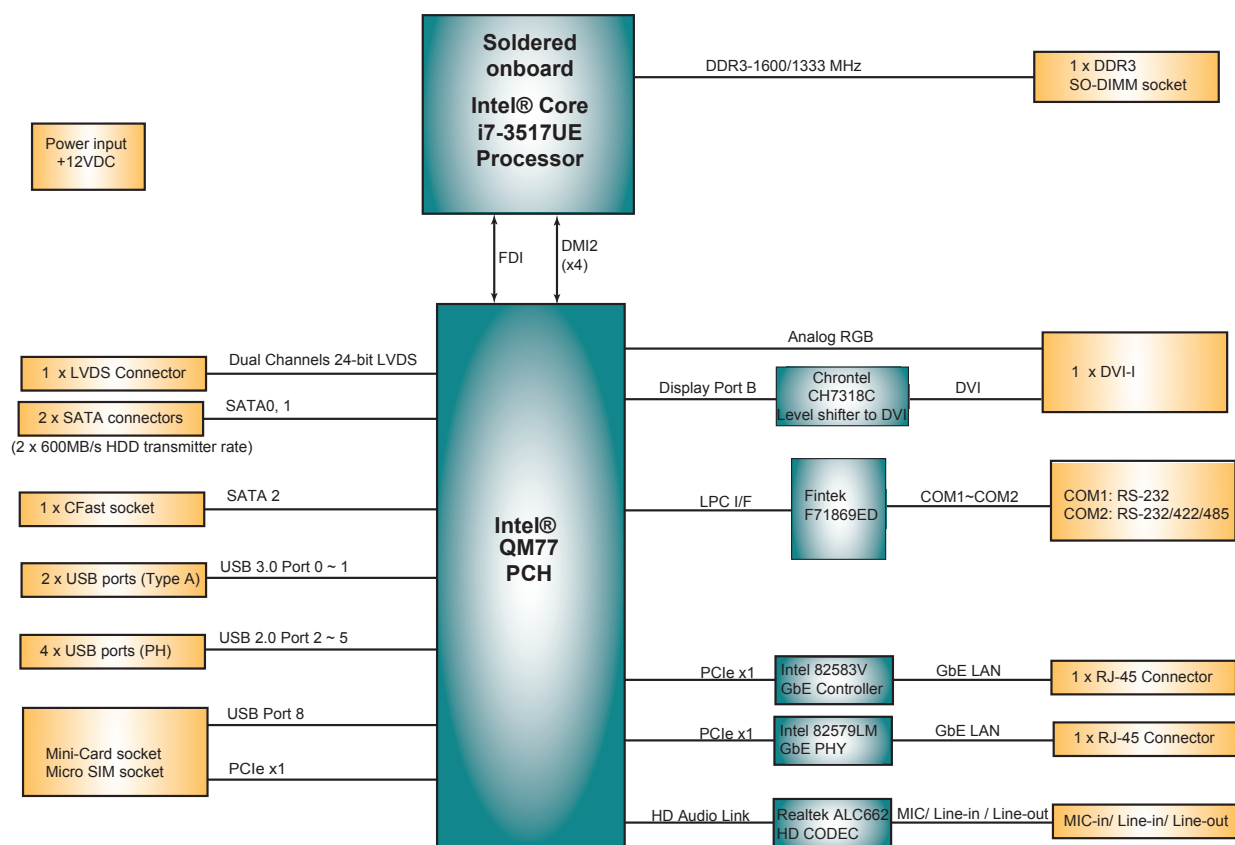 Soldered
onboard
Intel® Core
i7-3517UE
Processor
DDR3-1600/1333 MHz
1 x DDR3
SO-DIMM socket
Power input
+12VDC
FDI
DMI2
(x4)
Intel®
QM77
PCH
1 x LVDS Connector
Dual Channels 24-bit LVDS
2 x SATA connectors
SATA0, 1
(2 x 600MB/s HDD transmitter rate)
1 x CFast socket
SATA 2
2 x USB ports (Type A)
USB 3.0 Port 0 ~ 1
4 x USB ports (PH)
USB 2.0 Port 2 ~ 5
Mini-Card socket
Micro SIM socket
USB Port 8
PCIe x1
Analog RGB
Display Port B
Chrontel
CH7318C
Level shifter to DVI
DVI
1 x DVI-I
LPC I/F
Fintek
F71869ED
COM1~COM2
COM1: RS-232
COM2: RS-232/422/485
PCIe x1
Intel 82583V
GbE Controller
GbE LAN
1 x RJ-45 Connector
PCIe x1
Intel 82579LM
GbE PHY
GbE LAN
1 x RJ-45 Connector
HD Audio Link
Realtek ALC662
HD CODEC
MIC/ Line-in / Line-out
MIC-in/ Line-in/ Line-out